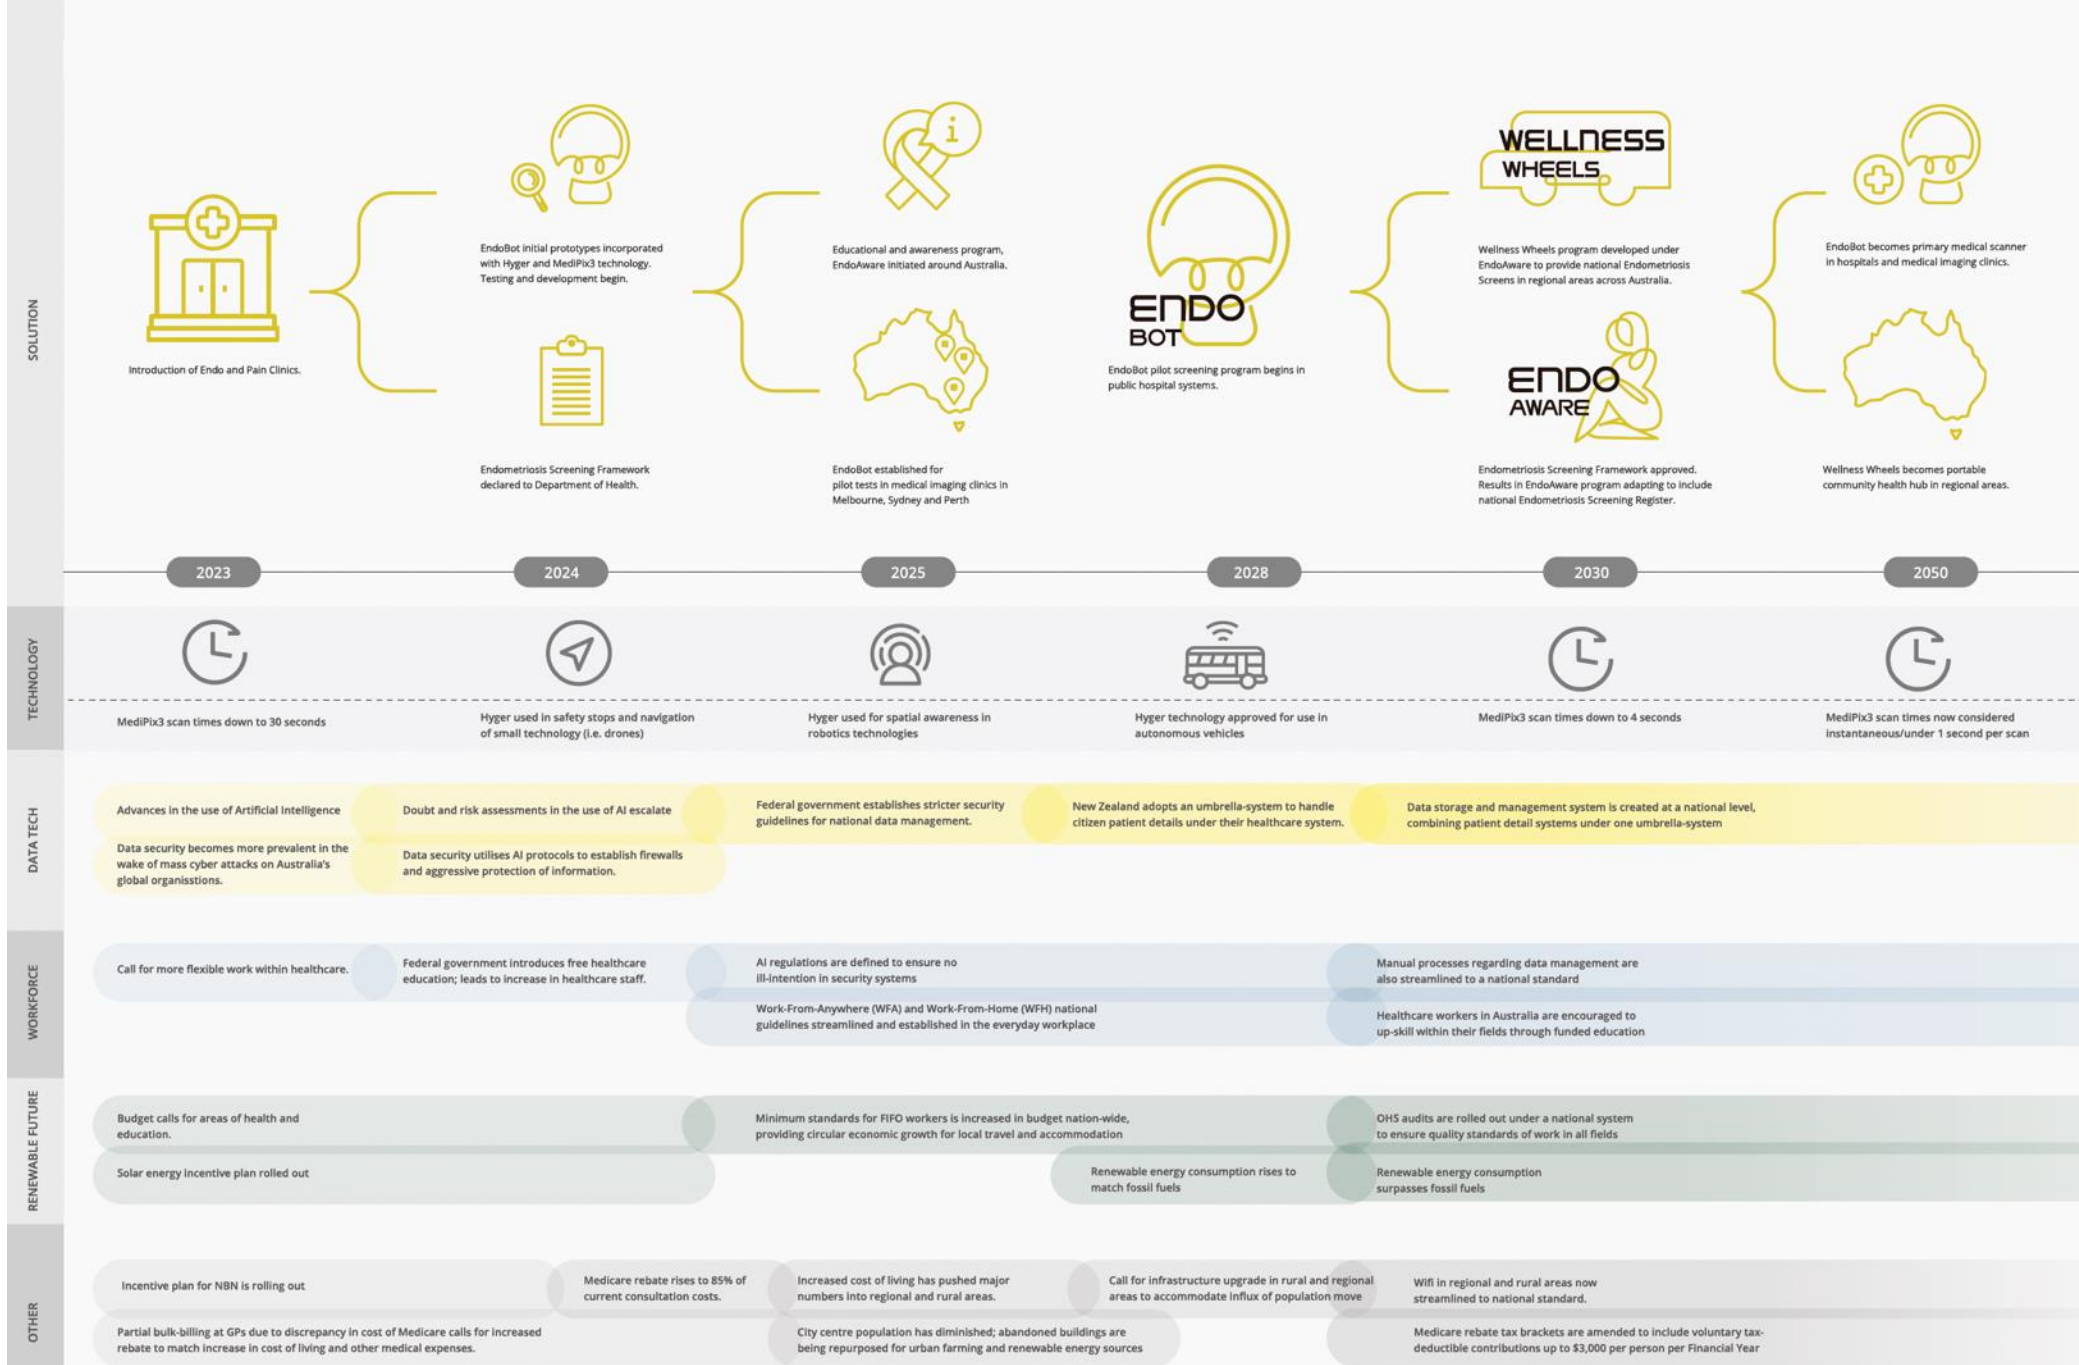 SOLUTION
Introduction of Endo and Pain Clinics.
EndoBot initial prototypes incorporated
with Hyger and MediPix3 technology.
Testing and development begin.
Endometriosis Screening Framework
declared to Department of Health.
i
Educational and awareness program,
EndoAware initiated around Australia.
EndoBot established for
pilot tests in medical imaging clinics in
Melbourne, Sydney and Perth
ENDO
BOT
EndoBot pilot screening program begins in
public hospital systems.
WELLNESS
WHEELS
Wellness Wheels program developed under
EndoAware to provide national Endometriosis
Screens in regional areas across Australia.
ENDO
AWARE
Endometriosis Screening Framework approved.
Results in EndoAware program adapting to include
national Endometriosis Screening Register.
EndoBot becomes primary medical scanner
in hospitals and medical imaging clinics.
Wellness Wheels becomes portable
community health hub in regional areas.
2023
2024
2025
2028
2030
2050
TECHNOLOGY
MediPix3 scan times down to 30 seconds
Hyger used in safety stops and navigation
of small technology (i.e. drones)
Hyger used for spatial awareness in
robotics technologies
Hyger technology approved for use in
autonomous vehicles
MediPix3 scan times down to 4 seconds
MediPix3 scan times now considered
instantaneous/under 1 second per scan
DATA TECH
Advances in the use of Artificial Intelligence
Doubt and risk assessments in the use of AI escalate
Federal government establishes stricter security
guidelines for national data management.
New Zealand adopts an umbrella-system to handle
citizen patient details under their healthcare system.
Data storage and management system is created at a national level,
combining patient detail systems under one umbrella-system
Data security becomes more prevalent in the
wake of mass cyber attacks on Australia's
global organisstions.
Data security utilises AI protocols to establish firewalls
and aggressive protection of information.
WORKFORCE
Call for more flexible work within healthcare.
Federal government introduces free healthcare
education; leads to increase in healthcare staff.
AI regulations are defined to ensure no
ill-intention in security systems
Manual processes regarding data management are
also streamlined to a national standard
Work-From-Anywhere (WFA) and Work-From-Home (WFH) national
guidelines streamlined and established in the everyday workplace
Healthcare workers in Australia are encouraged to
up-skill within their fields through funded education
RENEWABLE FUTURE
Budget calls for areas of health and
education.
Minimum standards for FIFO workers is increased in budget nation-wide,
providing circular economic growth for local travel and accommodation
OHS audits are rolled out under a national system
to ensure quality standards of work in all fields
Solar energy incentive plan rolled out
Renewable energy consumption rises to
match fossil fuels
Renewable energy consumption
surpasses fossil fuels
OTHER
Incentive plan for NBN is rolling out
Medicare rebate rises to 85% of
current consultation costs.
Increased cost of living has pushed major
numbers into regional and rural areas.
Call for infrastructure upgrade in rural and regional
areas to accommodate influx of population move
Wifi in regional and rural areas now
streamlined to national standard.
Partial bulk-billing at GPs due to discrepancy in cost of Medicare calls for increased
rebate to match increase in cost of living and other medical expenses.
City centre population has diminished; abandoned buildings are
being repurposed for urban farming and renewable energy sources
Medicare rebate tax brackets are amended to include voluntary tax-
deductible contributions up to $3,000 per person per Financial Year